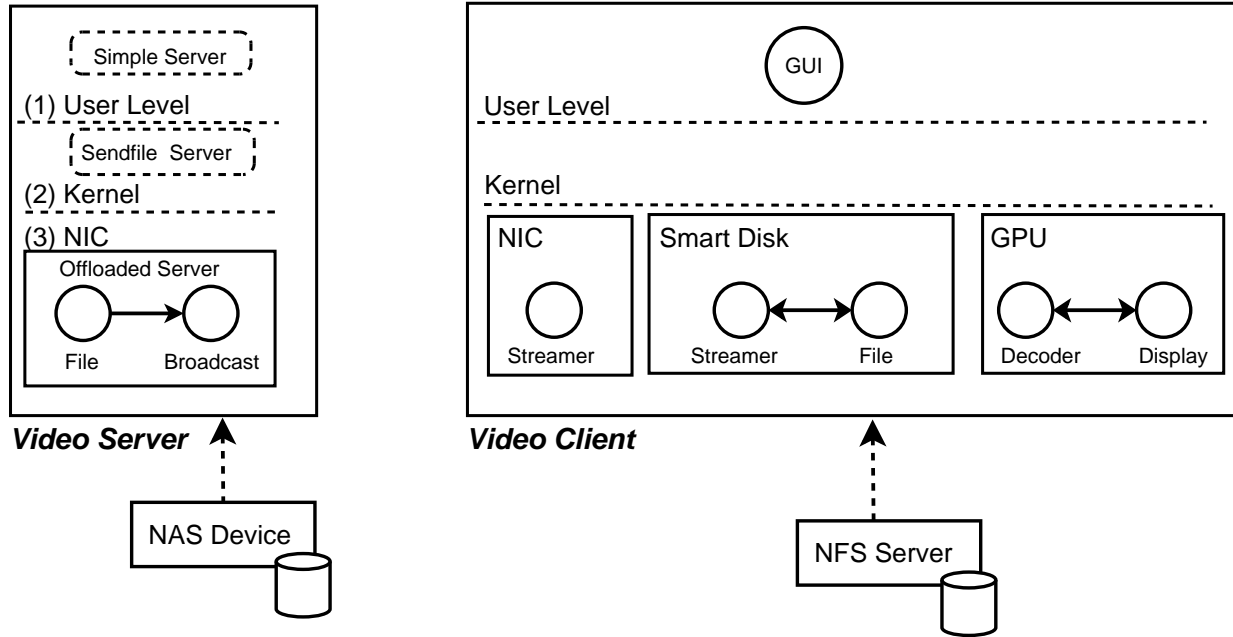 Simple Server
(1) User Level
Sendfile Server
(2) Kernel
(3) NIC
Offloaded Server
File
Broadcast
Video Server
NAS Device
GUI
User Level
Kernel
NIC
Streamer
Smart Disk
Streamer
File
GPU
Decoder
Display
Video Client
NFS Server